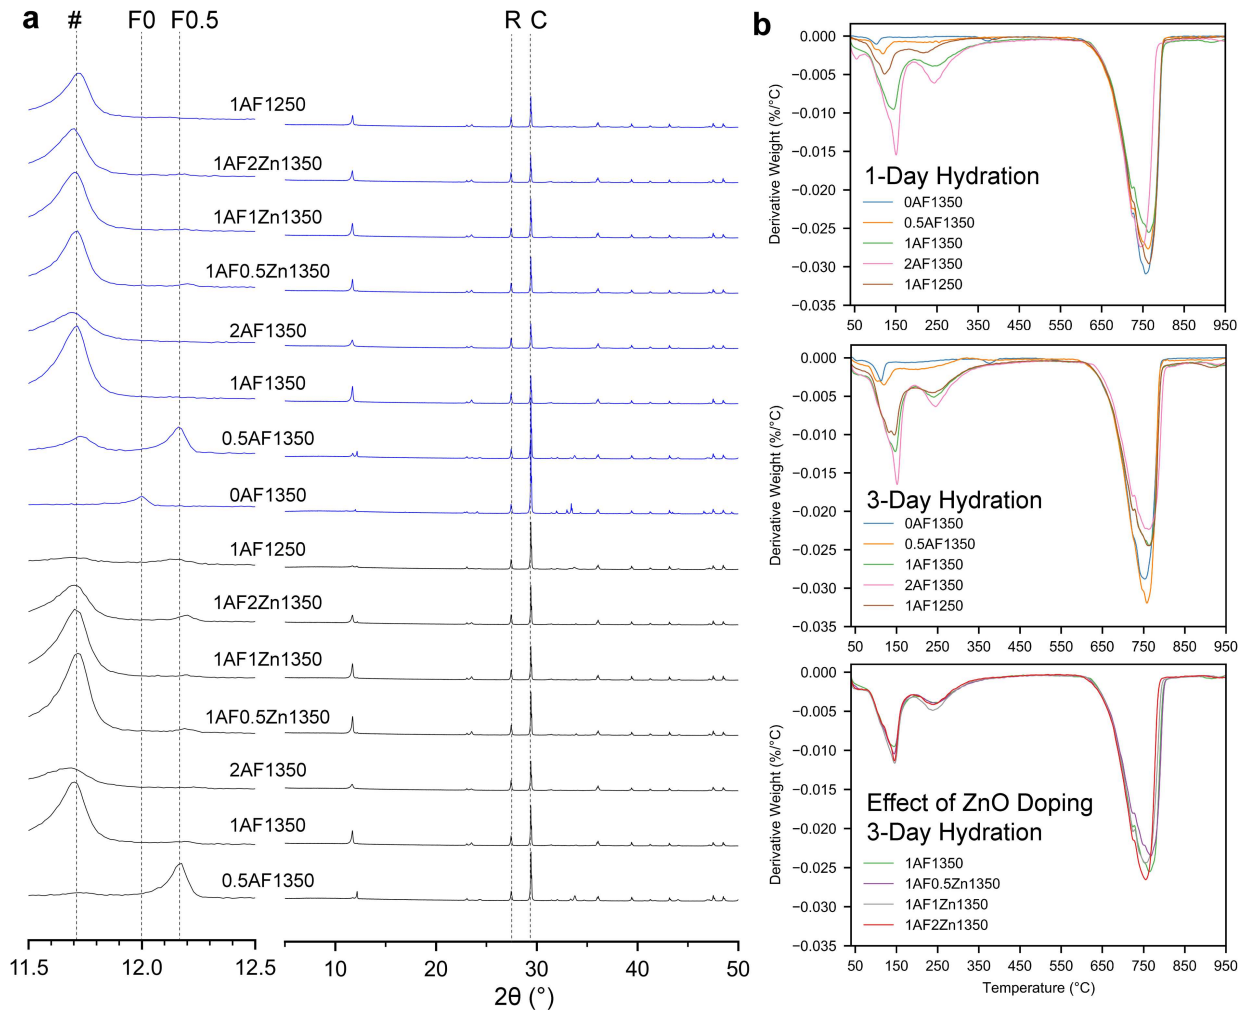 a
# F0 F0.5 R C
1AF1250
1AF2Zn1350
1AF1Zn1350
1AF0.5Zn1350
2AF1350
1AF1350
0.5AF1350
0AF1350
1AF1250
1AF2Zn1350
1AF1Zn1350
1AF0.5Zn1350
2AF1350
1AF1350
0.5AF1350
11.5 12.0 12.5 10 20 30 40 50
2θ (°)
b
0.000
−0.005
−0.010
−0.015
−0.020
−0.025
−0.030
−0.035
Derivative Weight (%/°C)
1-Day Hydration
0AF1350
0.5AF1350
1AF1350
2AF1350
1AF1250
50 150 250 350 450 550 650 750 850 950
0.000
−0.005
−0.010
−0.015
−0.020
−0.025
−0.030
−0.035
Derivative Weight (%/°C)
3-Day Hydration
0AF1350
0.5AF1350
1AF1350
2AF1350
1AF1250
50 150 250 350 450 550 650 750 850 950
0.000
−0.005
−0.010
−0.015
−0.020
−0.025
−0.030
−0.035
Derivative Weight (%/°C)
Effect of ZnO Doping
3-Day Hydration
1AF1350
1AF0.5Zn1350
1AF1Zn1350
1AF2Zn1350
50 150 250 350 450 550 650 750 850 950
Temperature (°C)